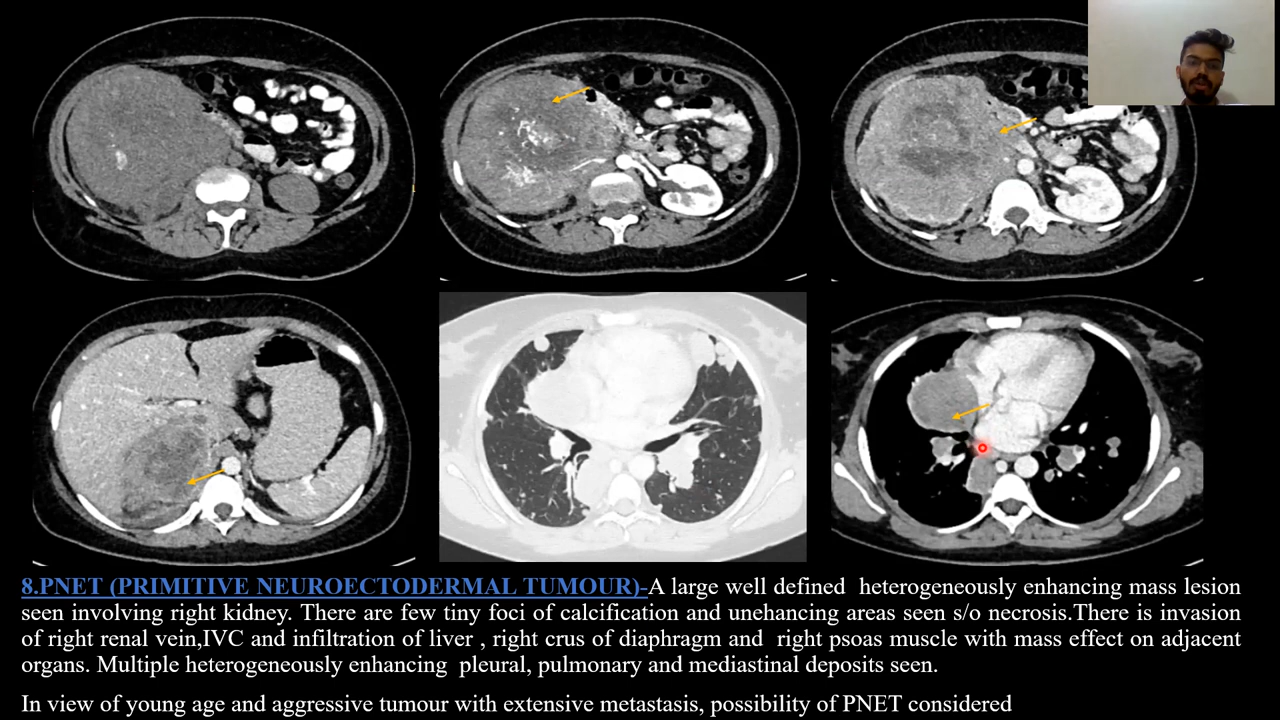 8.PNET (PRIMITIVE NEUROECTODERMAL TUMOUR)-A large well defined heterogeneously enhancing mass lesion
seen involving right kidney. There are few tiny foci of calcification and unehancing areas seen s/o necrosis.There is invasion
of right renal vein,IVC and infiltration of liver , right crus of diaphragm and right psoas muscle with mass effect on adjacent
organs. Multiple heterogeneously enhancing pleural, pulmonary and mediastinal deposits seen.
In view of young age and aggressive tumour with extensive metastasis, possibility of PNET considered